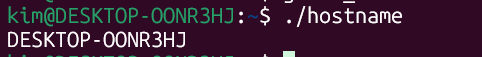 kim@DESKTOP-OONR3HJ:~$ ./hostname
DESKTOP-OONR3HJ